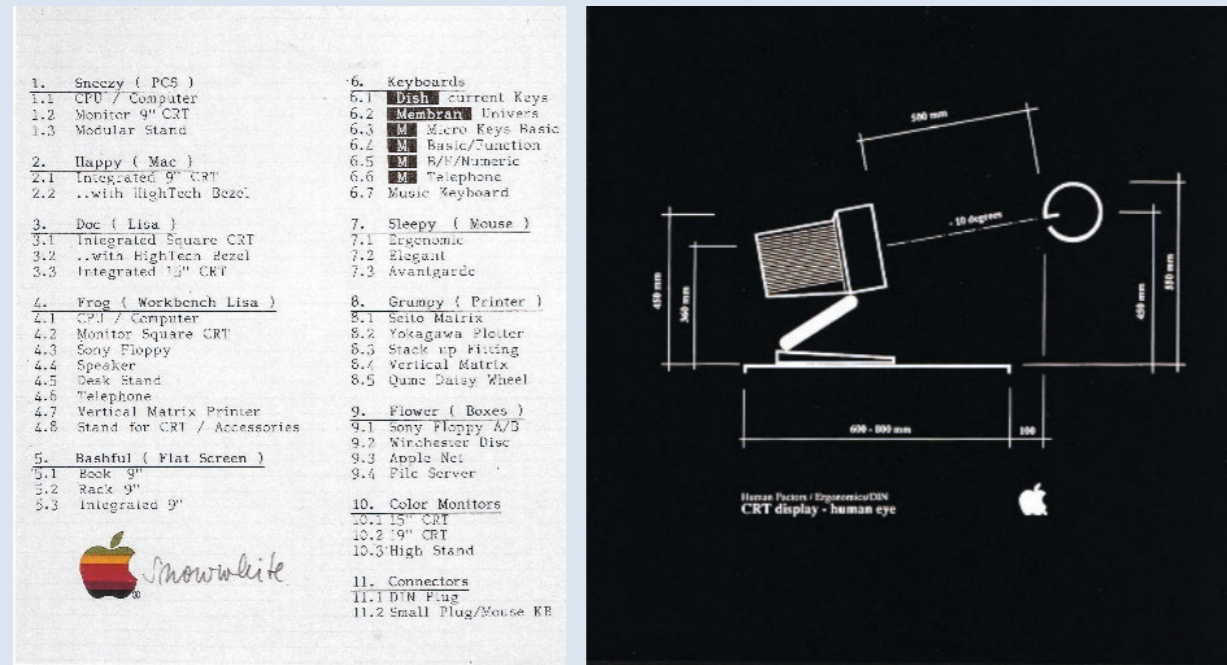 1. Sneezy ( PCS )
1.1 CPU / Computer
1.2 Monitor 9" CRT
1.3 Modular Stand
2. Happy ( Mac )
2.1 Integrated 9" CRT
2.2 ..with HighTech Bezel
3. Doc ( Lisa )
3.1 Integrated Square CRT
3.2 ..with HighTech Bezel
3.3 Integrated 15" CRT
4. Frog ( Workbench Lisa )
4.1 CPU / Computer
4.2 Monitor Square CRT
4.3 Sony Floppy
4.4 Speaker
4.5 Desk Stand
4.6 Telephone
4.7 Vertical Matrix Printer
4.8 Stand for CRT / Accessories
5. Bashful ( Flat Screen )
5.1 Book 9"
5.2 Rack 9"
5.3 Integrated 9"
Snowwhite
6. Keyboards
6.1 Dish current Keys
6.2 Membran Univers
6.3 M Micro Keys Basic
6.4 M Basic/Function
6.5 M B/F/Numeric
6.6 M Telephone
6.7 Music Keyboard
7. Sleepy ( Mouse )
7.1 Ergonomic
7.2 Elegant
7.3 Avantgarde
8. Grumpy ( Printer )
8.1 Seito Matrix
8.2 Yokagawa Plotter
8.3 Stack up Fitting
8.4 Vertical Matrix
8.5 Qume Daisy Wheel
9. Flower ( Boxes )
9.1 Sony Floppy A/B
9.2 Winchester Disc
9.3 Apple Net
9.4 File Server
10. Color Monitors
10.1 15" CRT
10.2 19" CRT
10.3 High Stand
11. Connectors
11.1 DIN Plug
11.2 Small Plug/Mouse KB
500 mm
- 10 degrees
450 mm
360 mm
450 mm
550 mm
600 - 800 mm
100
Human Factors / Ergonomics/DIN
CRT display - human eye